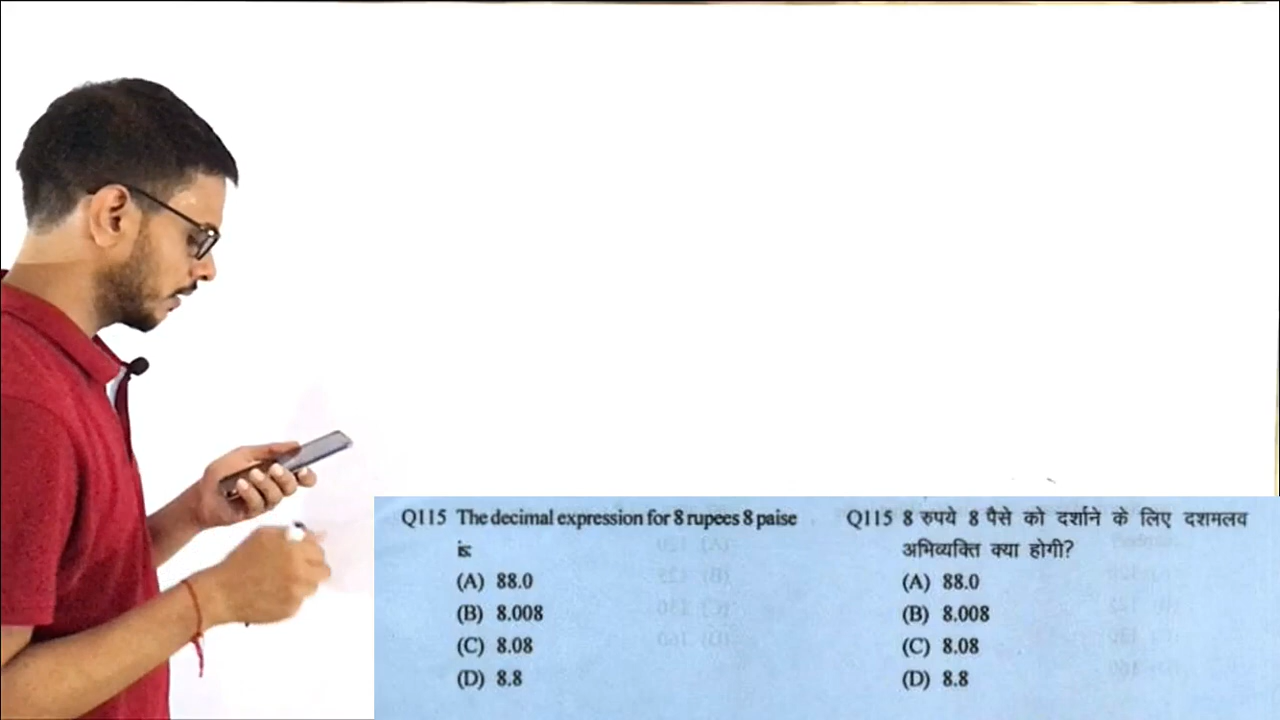 Q115 The decimal expression for 8 rupees 8 paise
is:
(A) 88.0
(B) 8.008
(C) 8.08
(D) 8.8
Q115 8 रुपये 8 पैसे को दर्शाने के लिए दशमलव
अभिव्यक्ति क्या होगी?
(A) 88.0
(B) 8.008
(C) 8.08
(D) 8.8